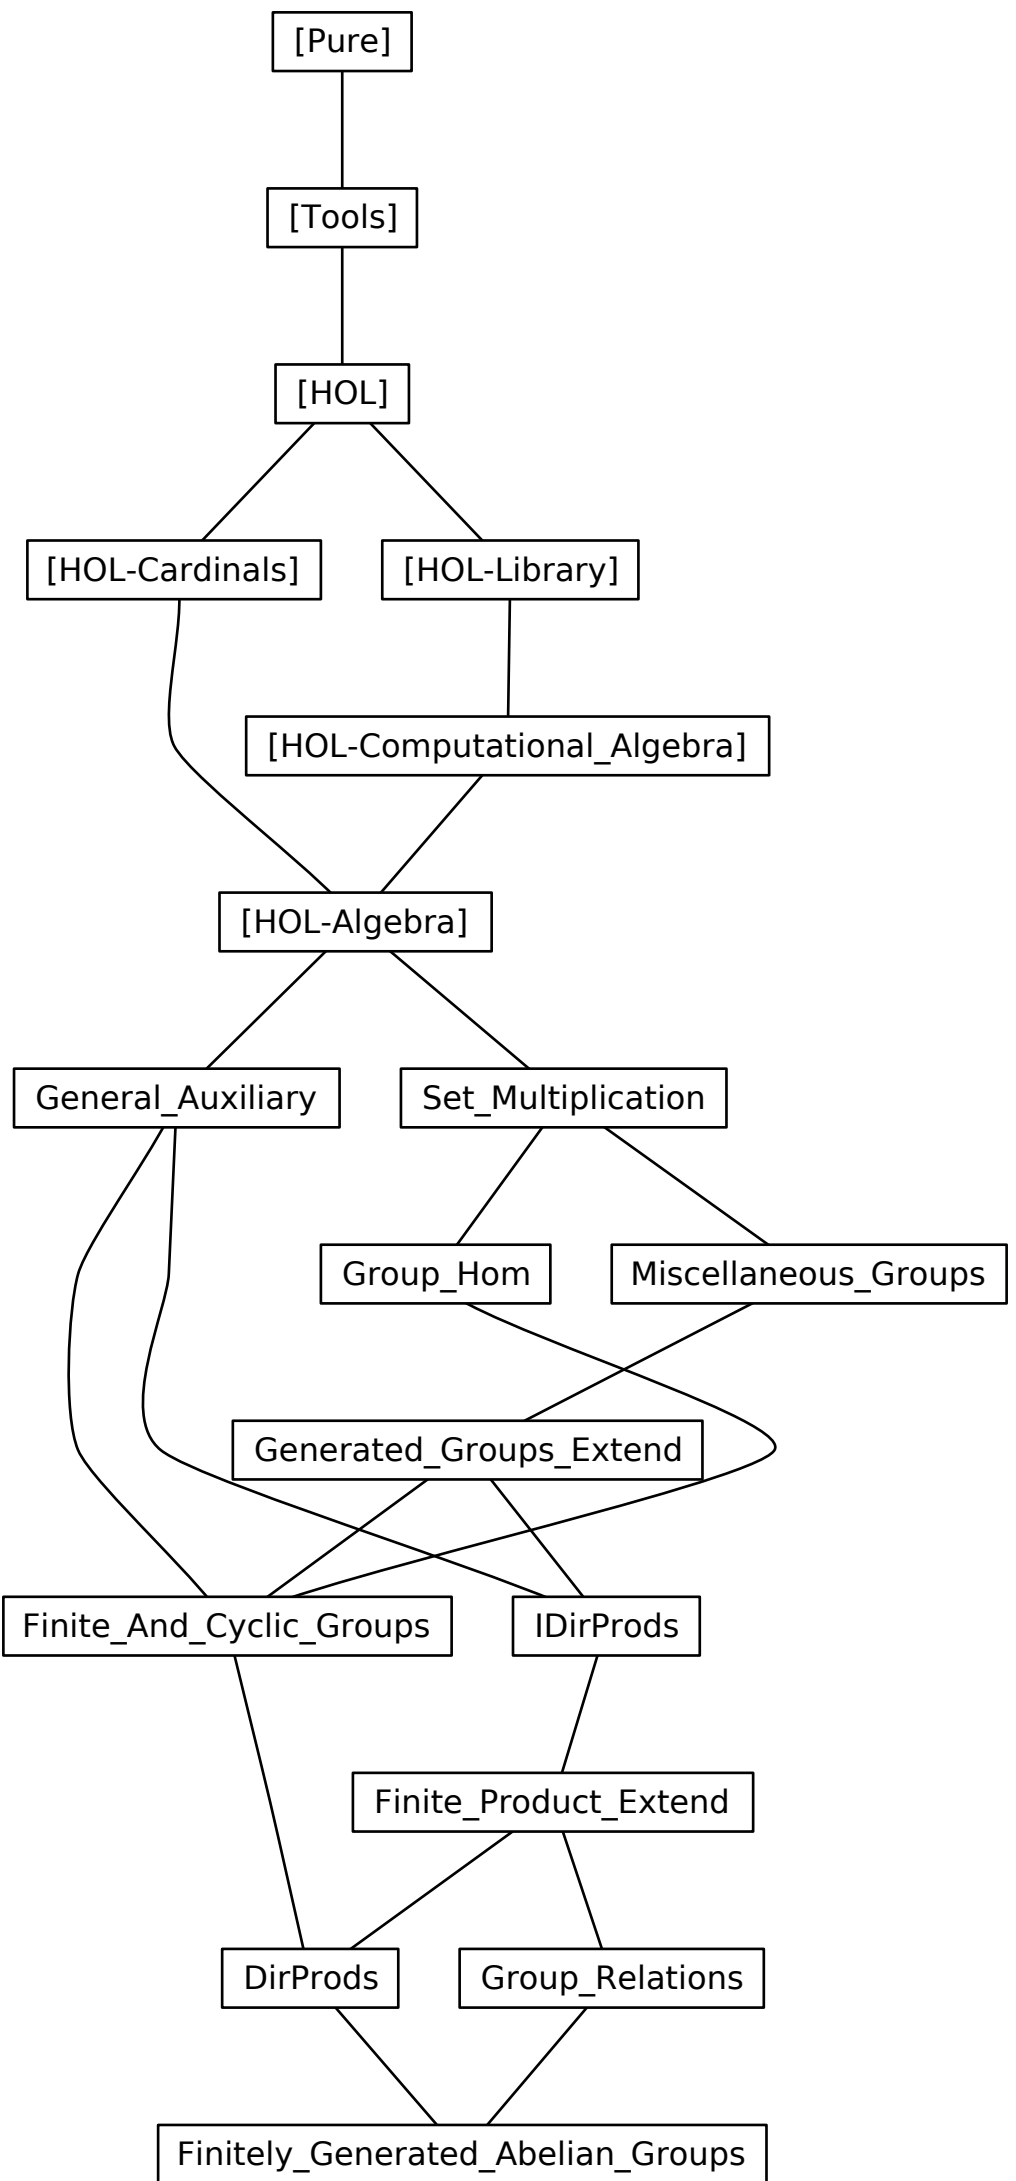 [Pure]
[Tools]
[HOL]
[HOL-Cardinals]
[HOL-Library]
[HOL-Computational_Algebra]
[HOL-Algebra]
General_Auxiliary
Set_Multiplication
Group_Hom
Miscellaneous_Groups
Generated_Groups_Extend
Finite_And_Cyclic_Groups
IDirProds
Finite_Product_Extend
DirProds
Group_Relations
Finitely_Generated_Abelian_Groups